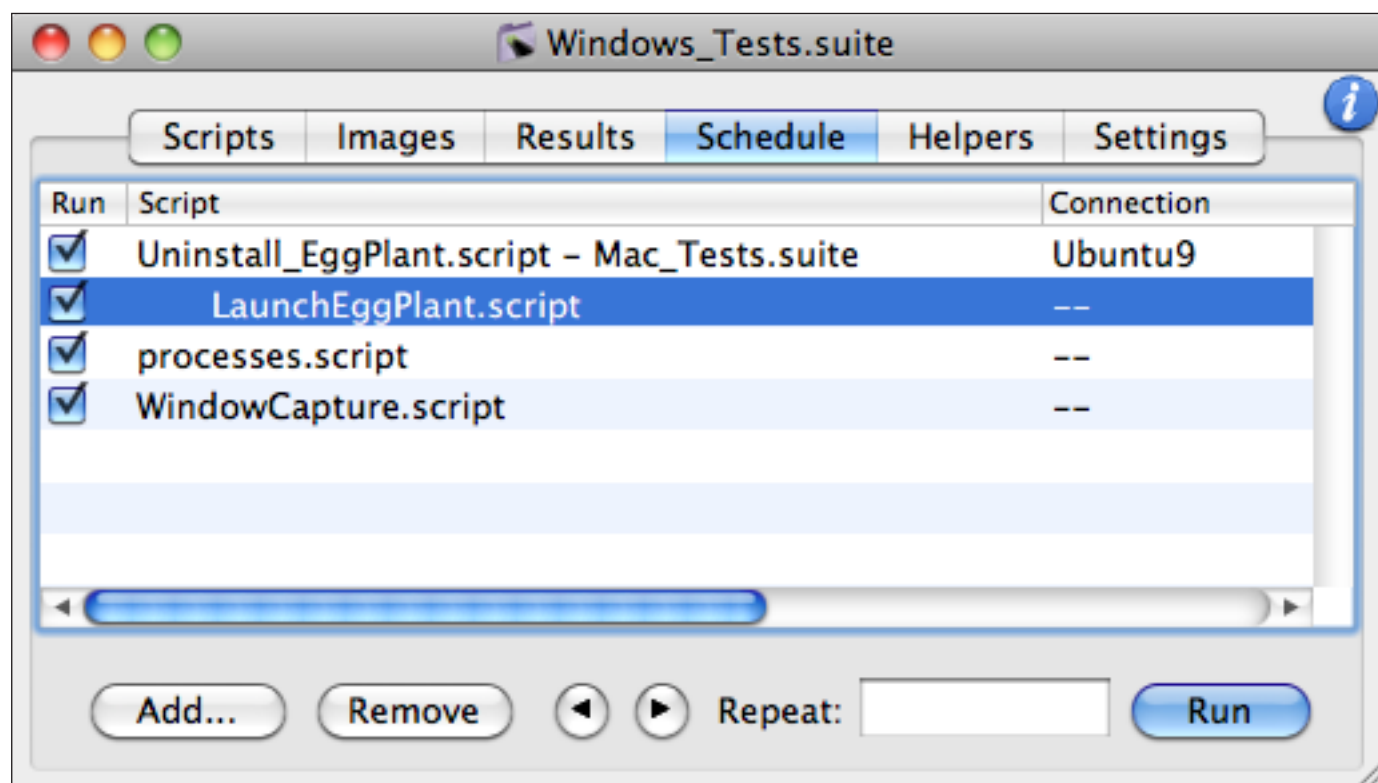 Windows_Tests.suite
i
Scripts Images Results Schedule Helpers Settings
Run Script Connection
Uninstall_EggPlant.script – Mac_Tests.suite Ubuntu9
LaunchEggPlant.script --
processes.script --
WindowCapture.script --
Add... Remove Repeat: Run